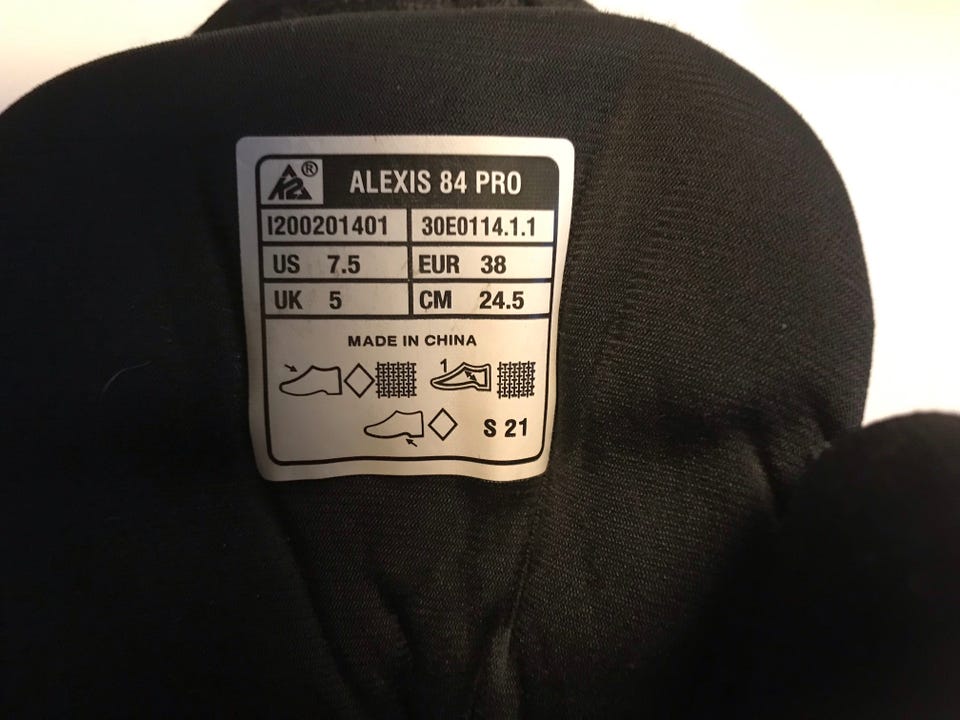 K2®
ALEXIS 84 PRO
I200201401 30E0114.1.1
US 7.5 EUR 38
UK 5 CM 24.5
MADE IN CHINA
1
S 21